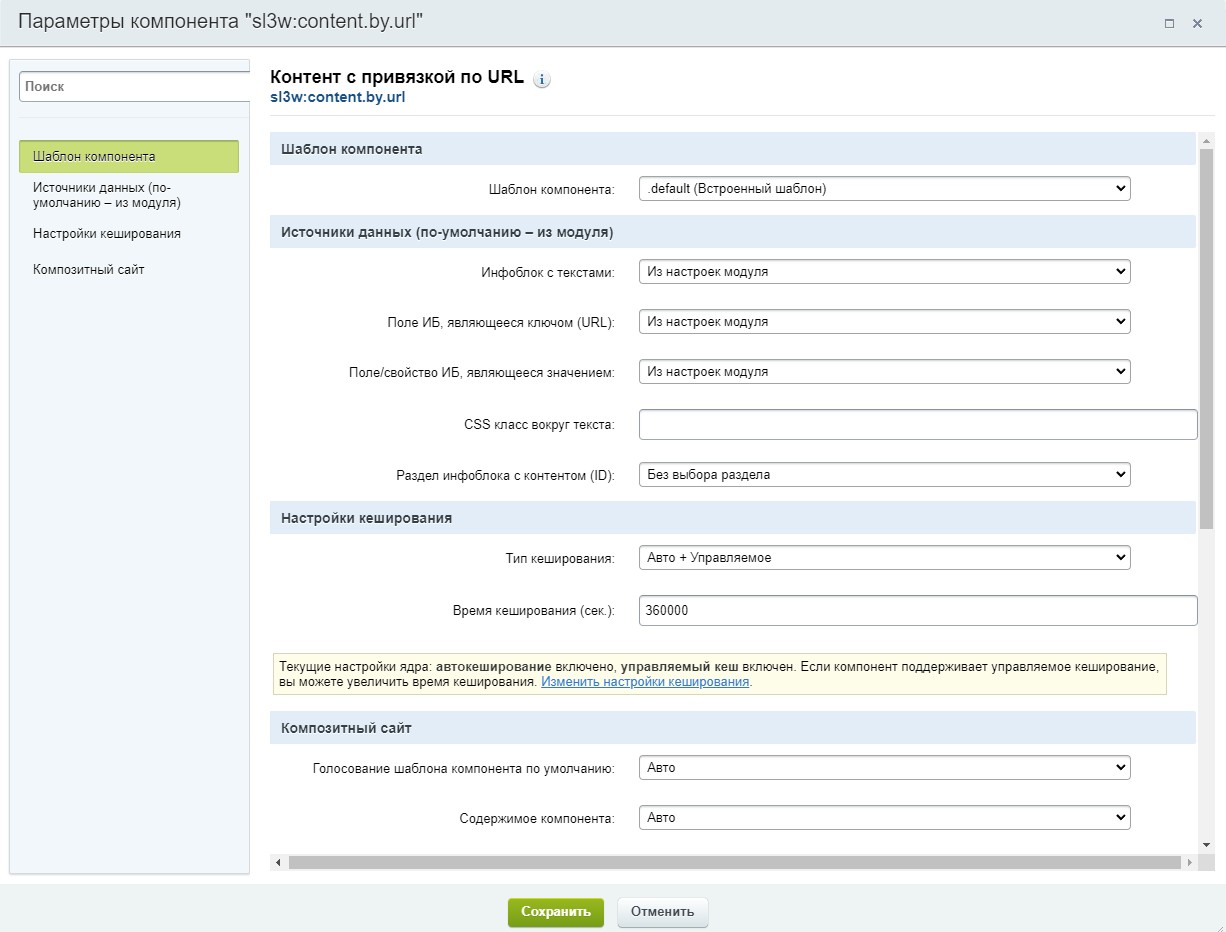 Параметры компонента "sl3w:content.by.url"
Поиск
Шаблон компонента
Источники данных (по-
умолчанию – из модуля)
Настройки кеширования
Композитный сайт
Контент с привязкой по URL
sl3w:content.by.url
Шаблон компонента
Шаблон компонента: .default (Встроенный шаблон)
Источники данных (по-умолчанию – из модуля)
Инфоблок с текстами: Из настроек модуля
Поле ИБ, являющееся ключом (URL): Из настроек модуля
Поле/свойство ИБ, являющееся значением: Из настроек модуля
CSS класс вокруг текста:
Раздел инфоблока с контентом (ID): Без выбора раздела
Настройки кеширования
Тип кеширования: Авто + Управляемое
Время кеширования (сек.): 360000
Текущие настройки ядра: автокеширование включено, управляемый кеш включен. Если компонент поддерживает управляемое кеширование,
вы можете увеличить время кеширования. Изменить настройки кеширования.
Композитный сайт
Голосование шаблона компонента по умолчанию: Авто
Содержимое компонента: Авто
Сохранить Отменить